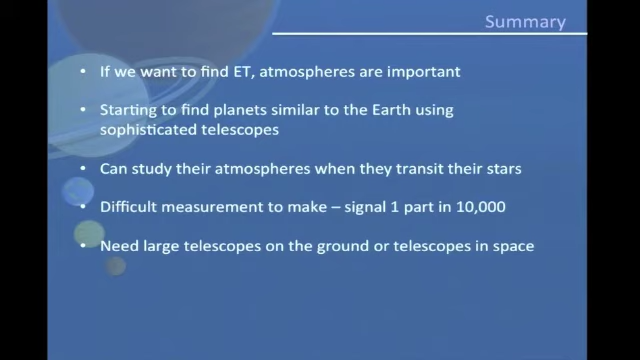 Summary
• If we want to find ET, atmospheres are important
• Starting to find planets similar to the Earth using
sophisticated telescopes
• Can study their atmospheres when they transit their stars
• Difficult measurement to make – signal 1 part in 10,000
• Need large telescopes on the ground or telescopes in space